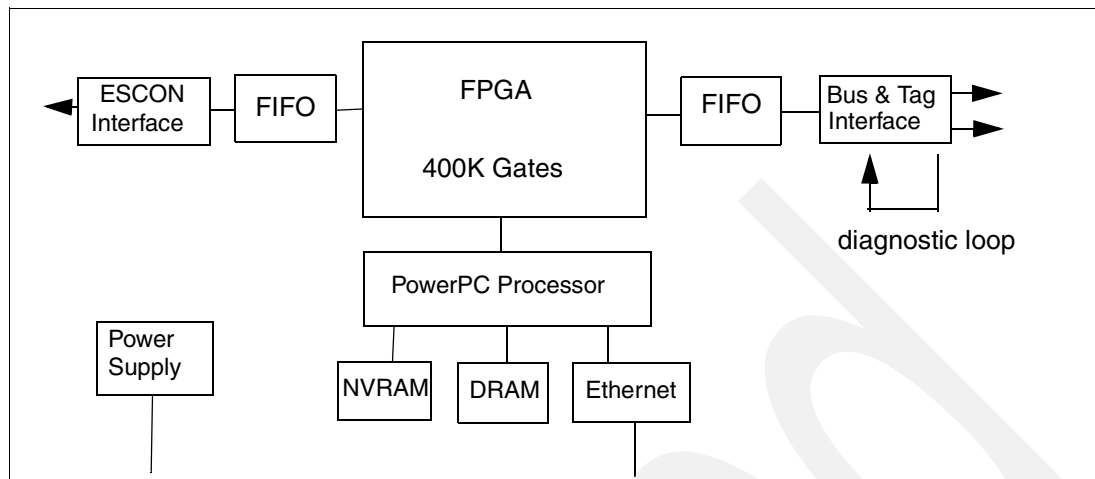 ESCON
Interface
FIFO
FPGA
400K Gates
FIFO
Bus & Tag
Interface
diagnostic loop
PowerPC Processor
Power
Supply
NVRAM
DRAM
Ethernet